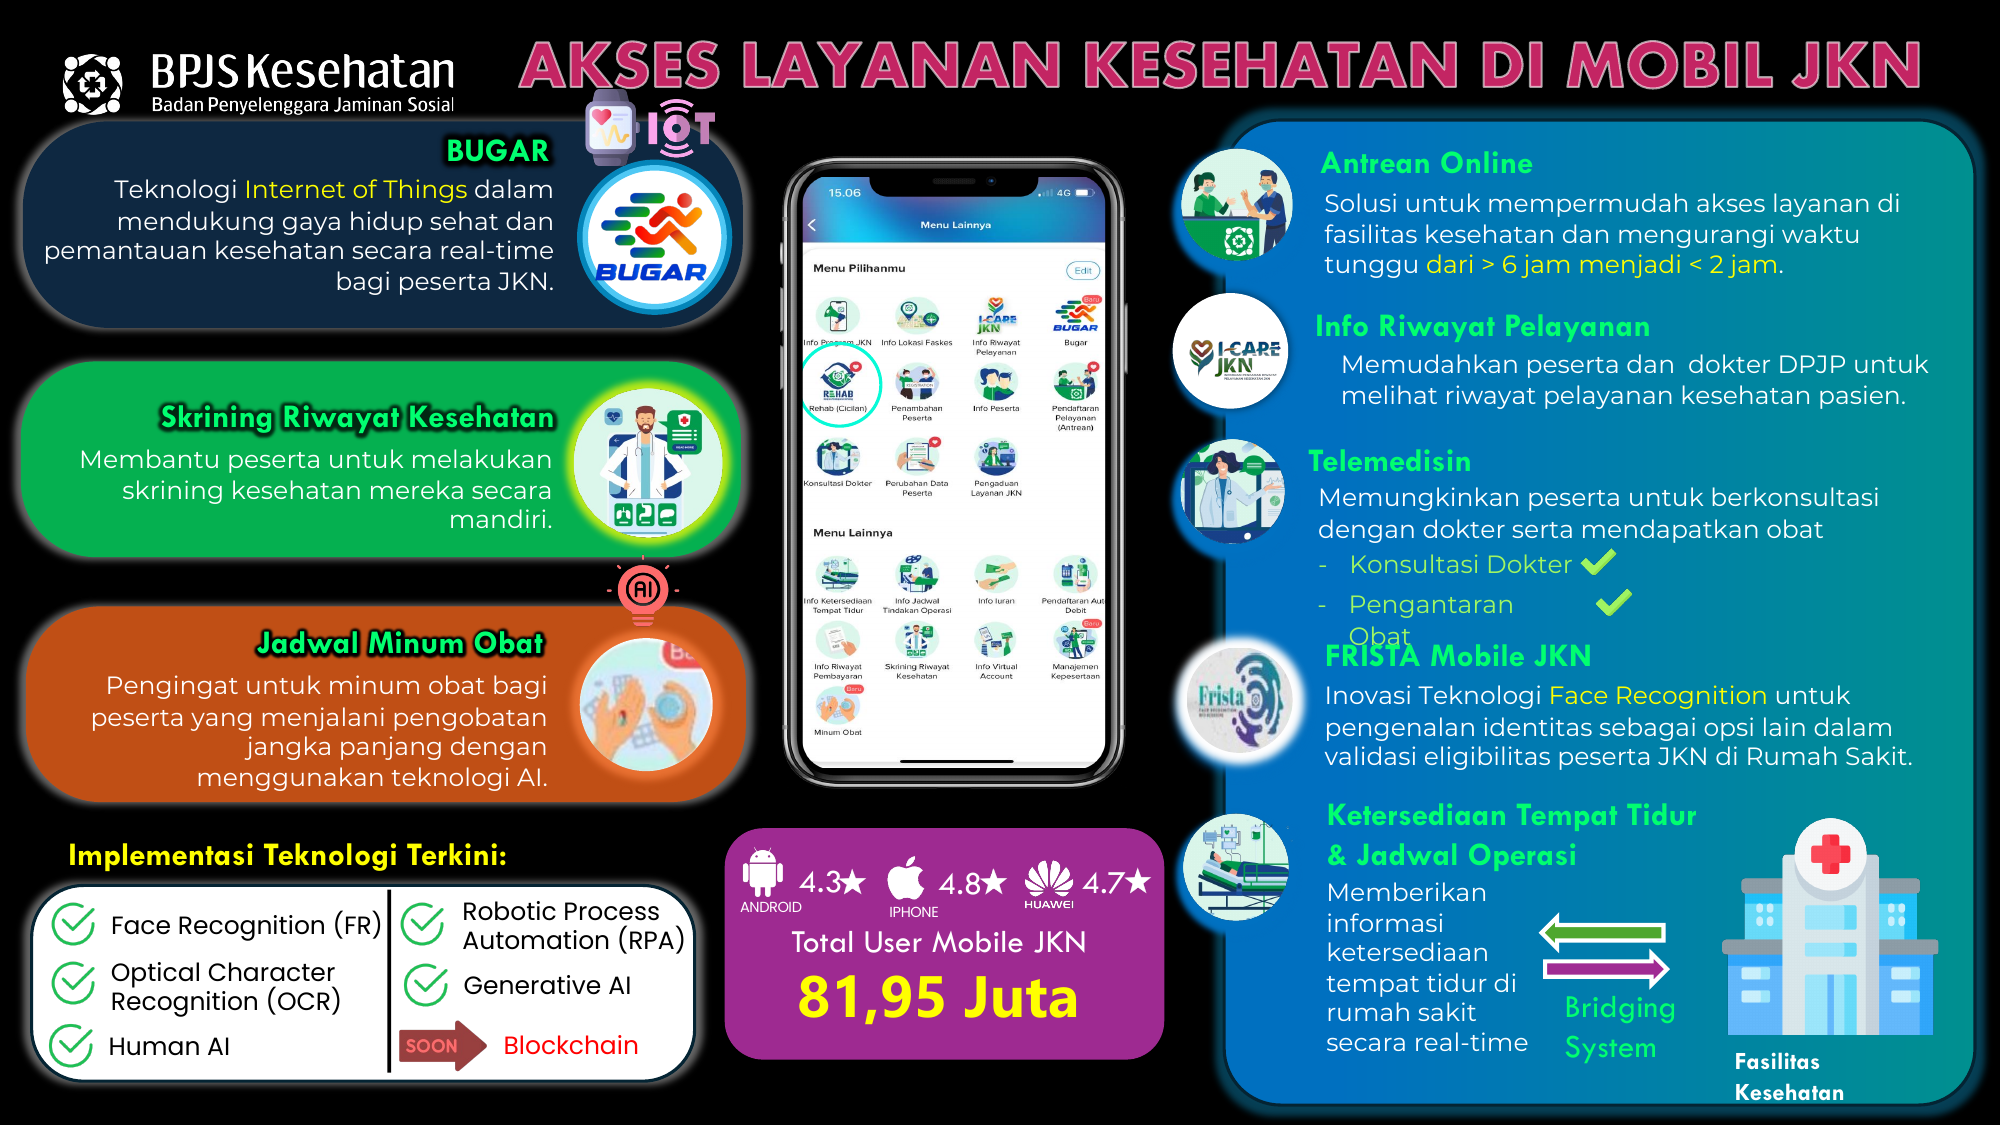 BPJS Kesehatan
Badan Penyelenggara Jaminan Sosial
AKSES LAYANAN KESEHATAN DI MOBIL JKN
IOT
BUGAR
Teknologi Internet of Things dalam
mendukung gaya hidup sehat dan
pemantauan kesehatan secara real-time
bagi peserta JKN.
BUGAR
Skrining Riwayat Kesehatan
Membantu peserta untuk melakukan
skrining kesehatan mereka secara
mandiri.
AI
Jadwal Minum Obat
Pengingat untuk minum obat bagi
peserta yang menjalani pengobatan
jangka panjang dengan
menggunakan teknologi AI.
Ba
Implementasi Teknologi Terkini:
Face Recognition (FR)
Optical Character
Recognition (OCR)
Human AI
Robotic Process
Automation (RPA)
Generative AI
SOON
Blockchain
15.06
4G
Menu Lainnya
Menu Pilihanmu
Edit
Baru
Info Program JKN
Info Lokasi Faskes
I-CARE
JKN
Info Riwayat
Pelayanan
BUGAR
Bugar
REHAB
Rehab (Cicilan)
REGISTRATION
Penambahan
Peserta
Info Peserta
Pendaftaran
Pelayanan
(Antrean)
Konsultasi Dokter
Perubahan Data
Peserta
Pengaduan
Layanan JKN
Menu Lainnya
Info Ketersediaan
Tempat Tidur
Info Jadwal
Tindakan Operasi
Info Iuran
Pendaftaran Aut
Debit
Info Riwayat
Pembayaran
Skrining Riwayat
Kesehatan
Info Virtual
Account
Baru
Manajemen
Kepesertaan
Baru
Minum Obat
4.3
ANDROID
4.8
IPHONE
4.7
HUAWEI
Total User Mobile JKN
81,95 Juta
Antrean Online
Solusi untuk mempermudah akses layanan di
fasilitas kesehatan dan mengurangi waktu
tunggu dari > 6 jam menjadi < 2 jam.
I-CARE
JKN
Info Riwayat Pelayanan
Memudahkan peserta dan  dokter DPJP untuk
melihat riwayat pelayanan kesehatan pasien.
Telemedisin
Memungkinkan peserta untuk berkonsultasi
dengan dokter serta mendapatkan obat
- Konsultasi Dokter
- Pengantaran
Obat
Frista
FRISTA Mobile JKN
Inovasi Teknologi Face Recognition untuk
pengenalan identitas sebagai opsi lain dalam
validasi eligibilitas peserta JKN di Rumah Sakit.
Ketersediaan Tempat Tidur
& Jadwal Operasi
Memberikan
informasi
ketersediaan
tempat tidur di
rumah sakit
secara real-time
Bridging
System
Fasilitas
Kesehatan